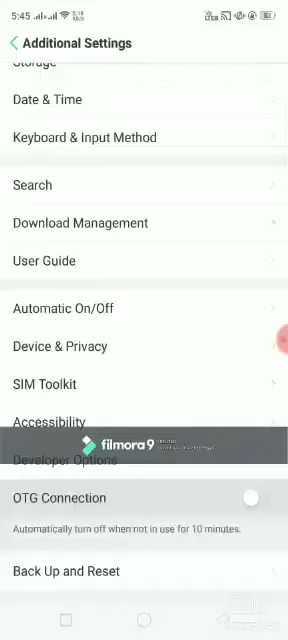 5:45
Additional Settings
Storage
Date & Time
Keyboard & Input Method
Search
Download Management
User Guide
Automatic On/Off
Device & Privacy
SIM Toolkit
Accessibility
filmora9
Developer Options
OTG Connection
Automatically turn off when not in use for 10 minutes.
Back Up and Reset